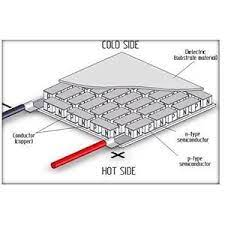 COLD SIDE
Dielectric
(substrate material)
Conductor
(copper)
n-type
semiconductor
p-type
semiconductor
HOT SIDE